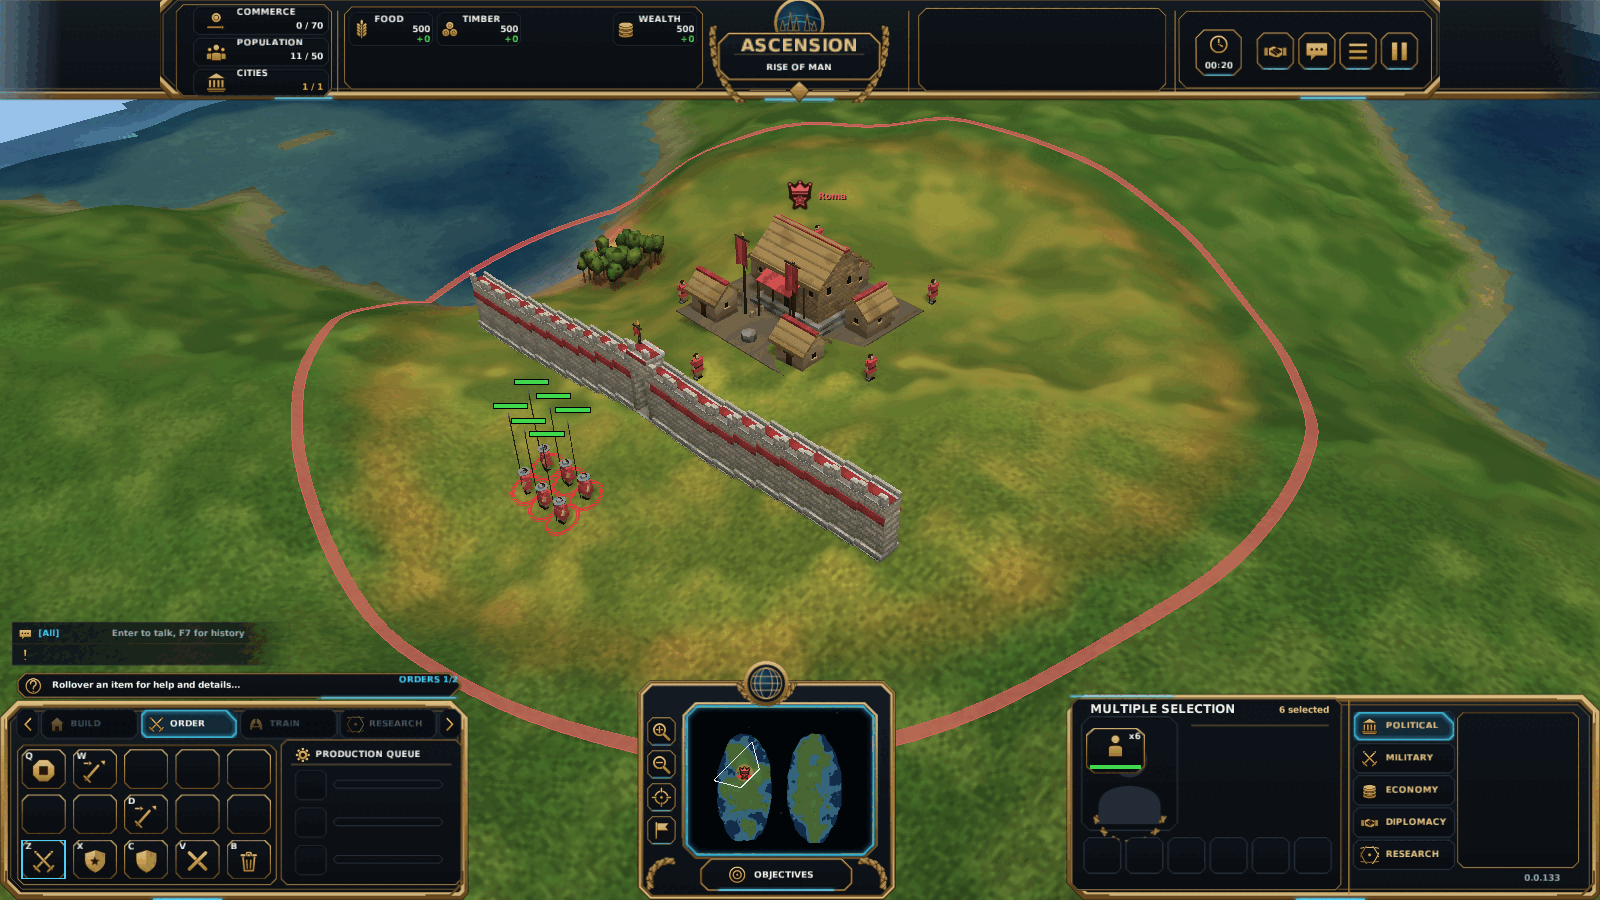 COMMERCE
0 / 70
POPULATION
11 / 50
CITIES
1 / 1
FOOD
500
+0
TIMBER
500
+0
WEALTH
500
+0
ASCENSION
RISE OF MAN
00:20
Roma
[All] Enter to talk, F7 for history
!
Rollover an item for help and details...
ORDERS 1/2
BUILD
ORDER
TRAIN
RESEARCH
Q
W
D
Z
X
C
V
B
PRODUCTION QUEUE
OBJECTIVES
MULTIPLE SELECTION
6 selected
x6
POLITICAL
MILITARY
ECONOMY
DIPLOMACY
RESEARCH
0.0.133